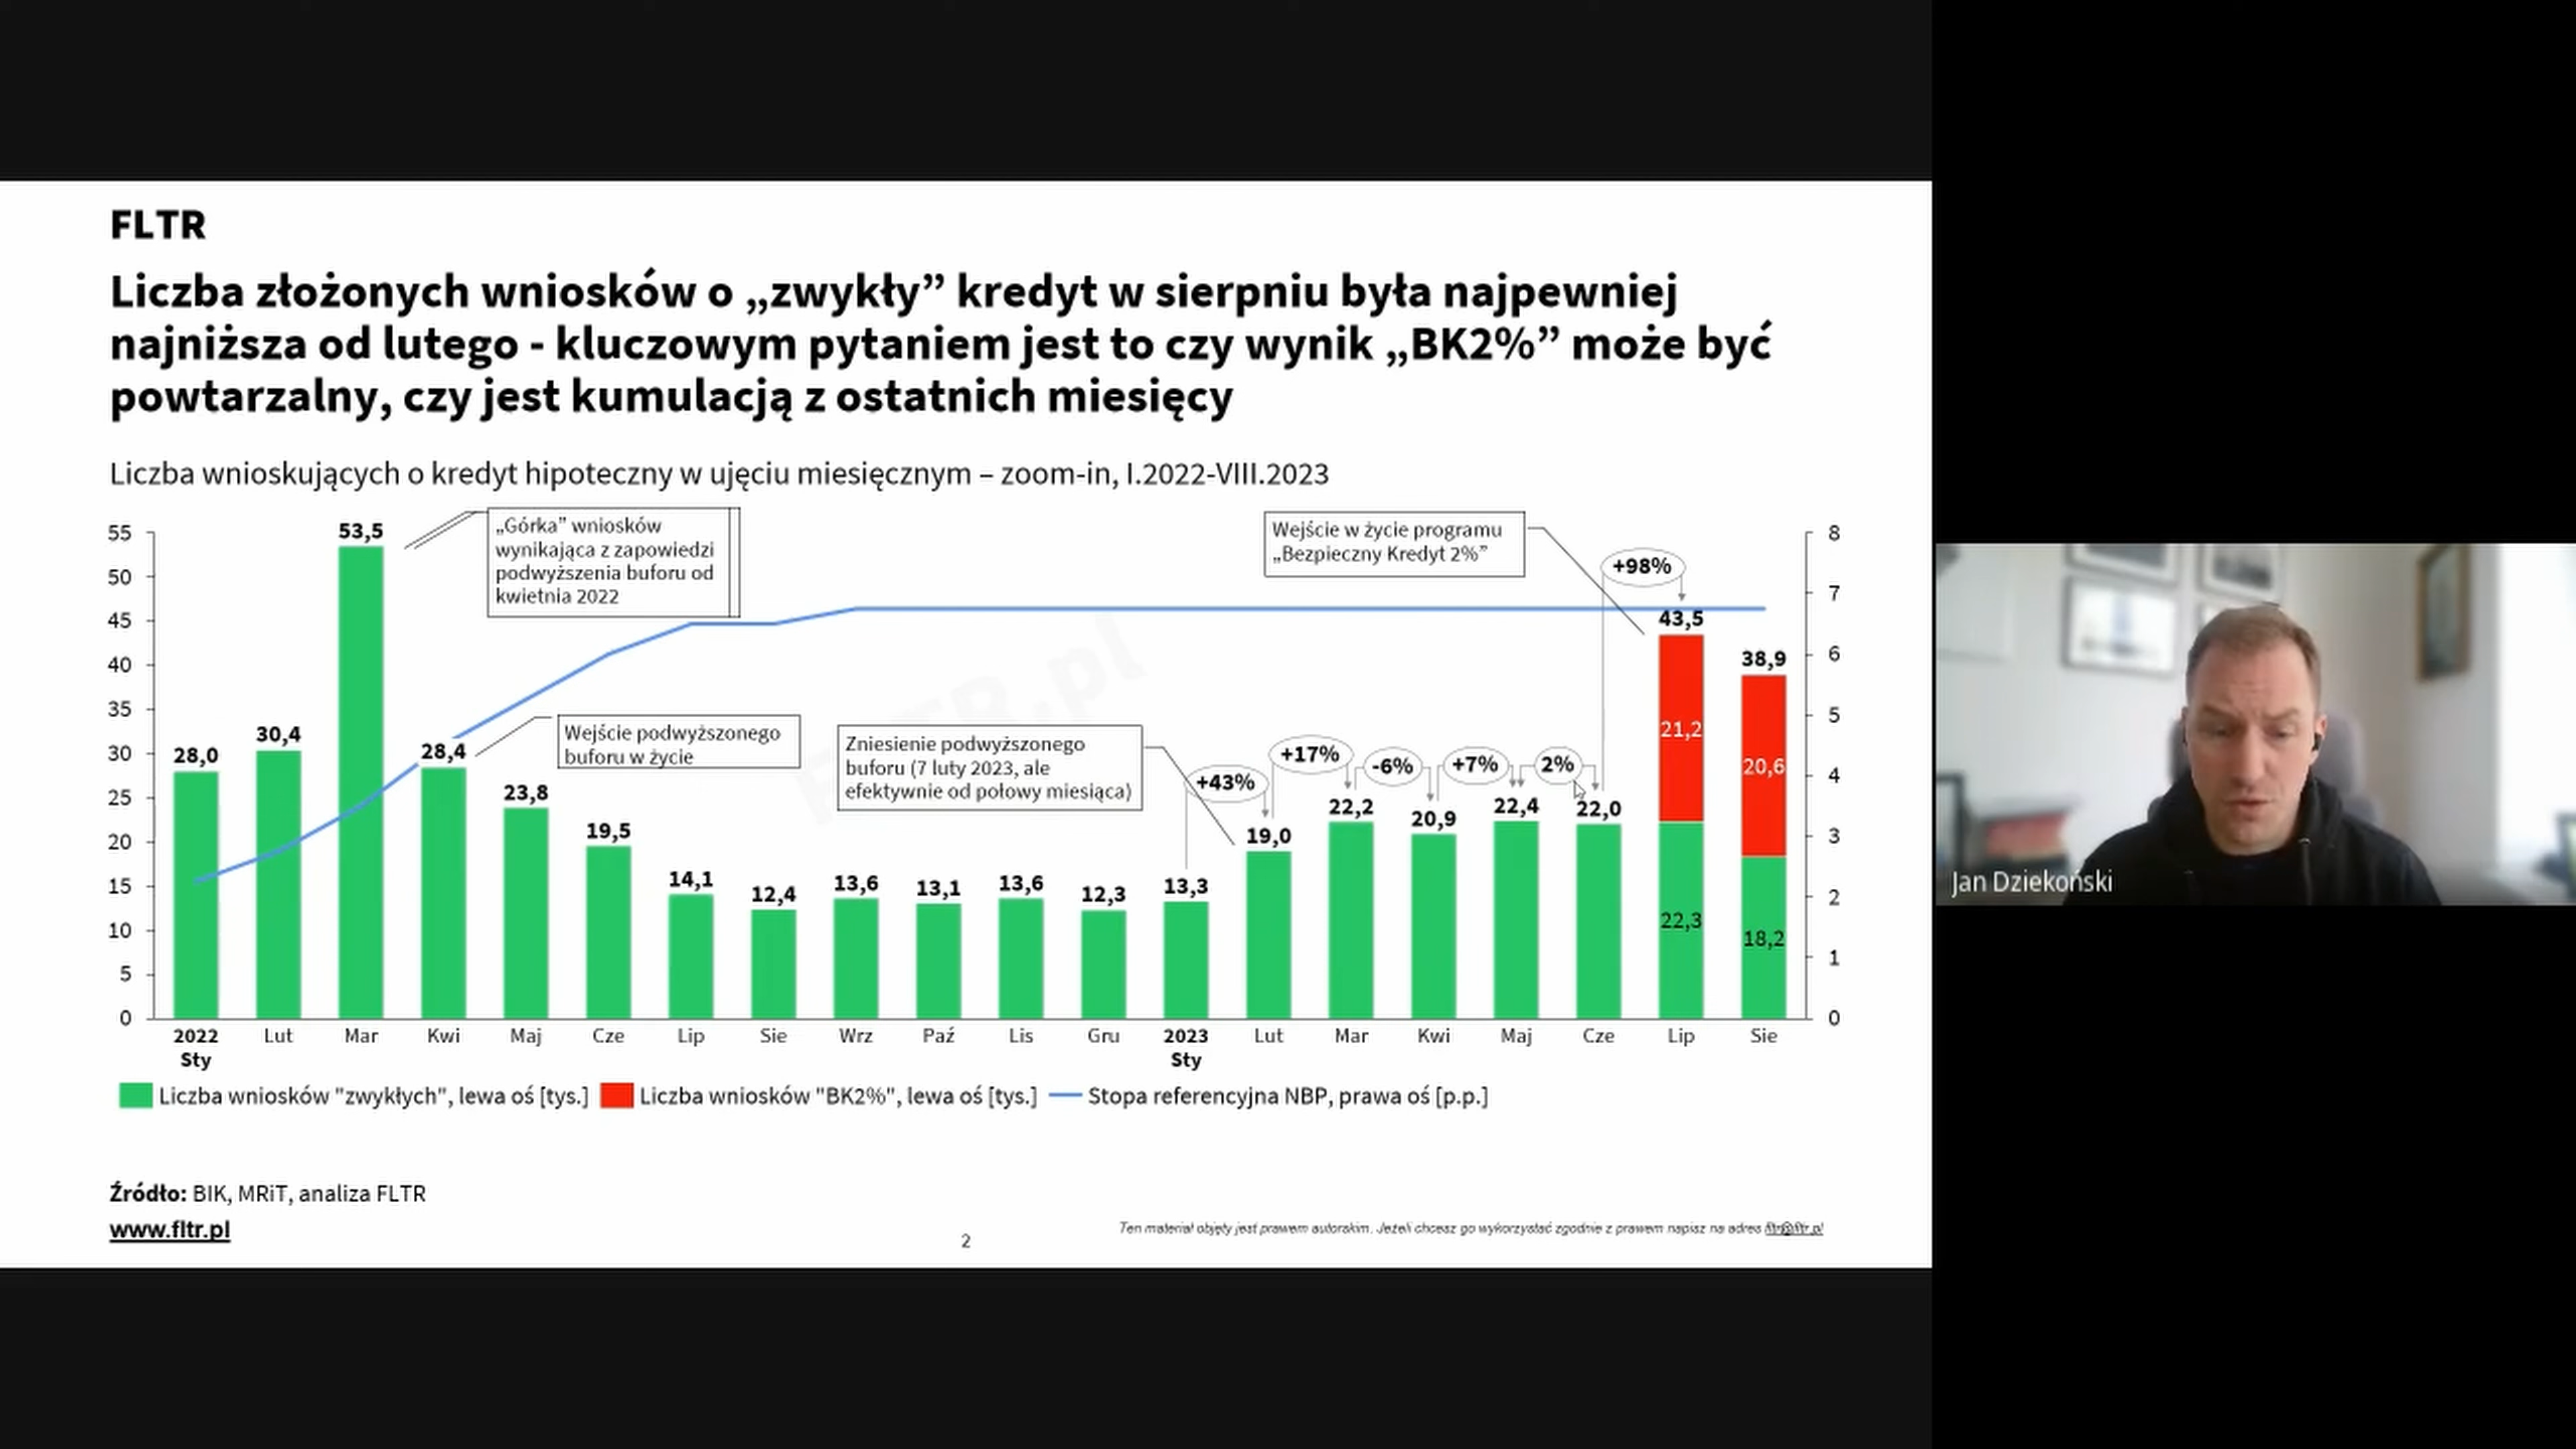 FLTR
Liczba złożonych wniosków o „zwykły” kredyt w sierpniu była najpewniej
najniższa od lutego - kluczowym pytaniem jest to czy wynik „BK2%” może być
powtarzalny, czy jest kumulacją z ostatnich miesięcy
Liczba wnioskujących o kredyt hipoteczny w ujęciu miesięcznym – zoom-in, I.2022-VIII.2023
„Górka” wniosków
wynikająca z zapowiedzi
podwyższenia buforu od
kwietnia 2022
Wejście w życie programu
„Bezpieczny Kredyt 2%”
Wejście podwyższonego
buforu w życie
Zniesienie podwyższonego
buforu (7 luty 2023, ale
efektywnie od połowy miesiąca)
+43%
+17%
-6%
+7%
2%
+98%
55
50
45
40
35
30
25
20
15
10
5
0
28,0
30,4
53,5
28,4
23,8
19,5
14,1
12,4
13,6
13,1
13,6
12,3
13,3
19,0
22,2
20,9
22,4
22,0
43,5
21,2
22,3
38,9
20,6
18,2
8
7
6
5
4
3
2
1
0
2022 Lut Mar Kwi Maj Cze Lip Sie Wrz Paź Lis Gru 2023 Lut Mar Kwi Maj Cze Lip Sie
Sty Sty
Liczba wniosków "zwykłych", lewa oś [tys.] Liczba wniosków "BK2%", lewa oś [tys.] Stopa referencyjna NBP, prawa oś [p.p.]
Źródło: BIK, MRiT, analiza FLTR
www.fltr.pl
2
Ten materiał objęty jest prawem autorskim. Jeżeli chcesz go wykorzystać zgodnie z prawem napisz na adres fltr@fltr.pl
FLTR.pl
Jan Dziekoński